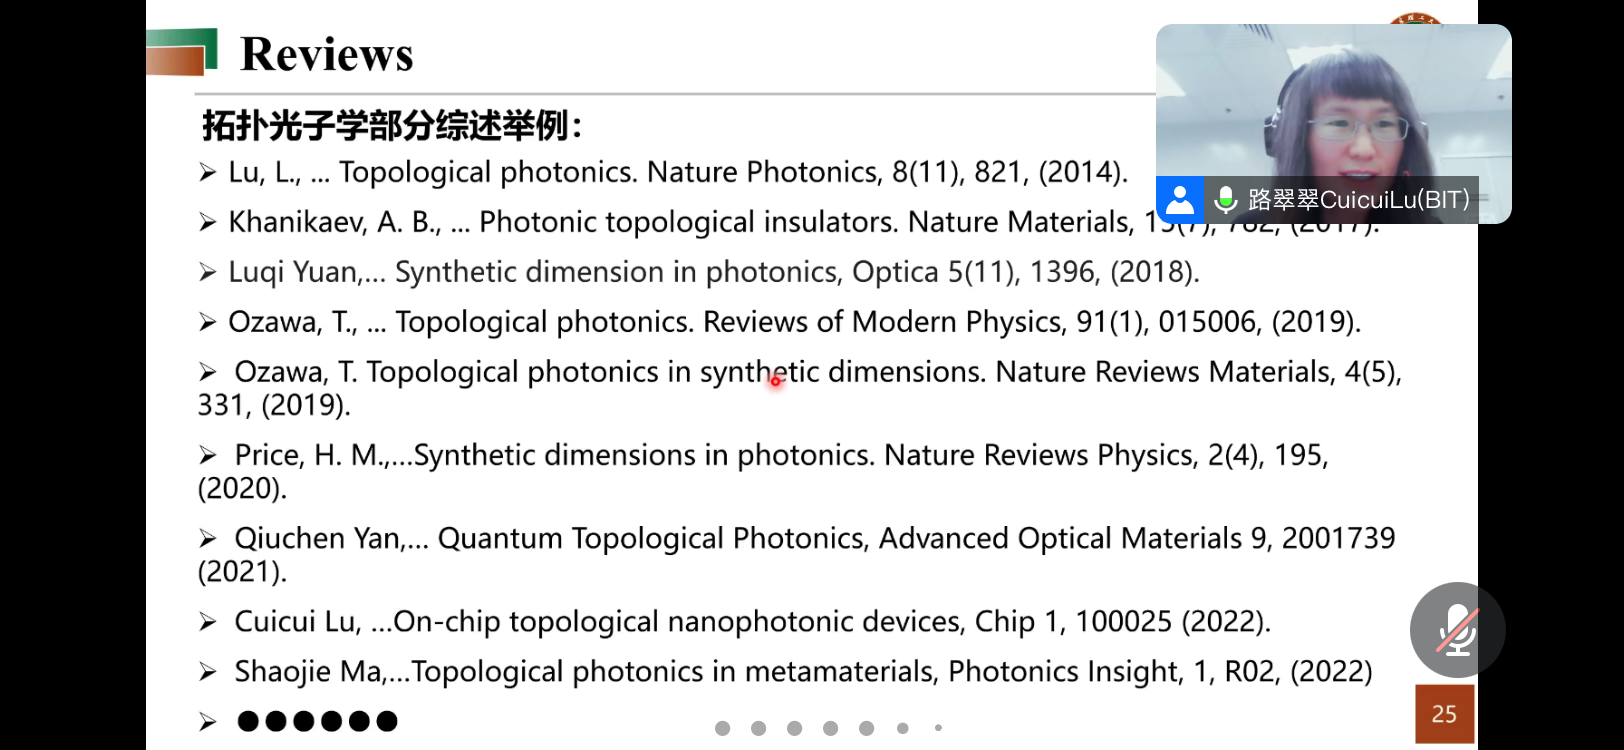 Reviews
拓扑光子学部分综述举例：
➢ Lu, L., ... Topological photonics. Nature Photonics, 8(11), 821, (2014).
➢ Khanikaev, A. B., ... Photonic topological insulators. Nature Materials,
路翠翠CuicuiLu(BIT)
➢ Luqi Yuan,... Synthetic dimension in photonics, Optica 5(11), 1396, (2018).
➢ Ozawa, T., ... Topological photonics. Reviews of Modern Physics, 91(1), 015006, (2019).
➢ Ozawa, T. Topological photonics in synthetic dimensions. Nature Reviews Materials, 4(5),
331, (2019).
➢ Price, H. M.,...Synthetic dimensions in photonics. Nature Reviews Physics, 2(4), 195,
(2020).
➢ Qiuchen Yan,... Quantum Topological Photonics, Advanced Optical Materials 9, 2001739
(2021).
➢ Cuicui Lu, ...On-chip topological nanophotonic devices, Chip 1, 100025 (2022).
➢ Shaojie Ma,...Topological photonics in metamaterials, Photonics Insight, 1, R02, (2022)
➢ ●●●●●●
25